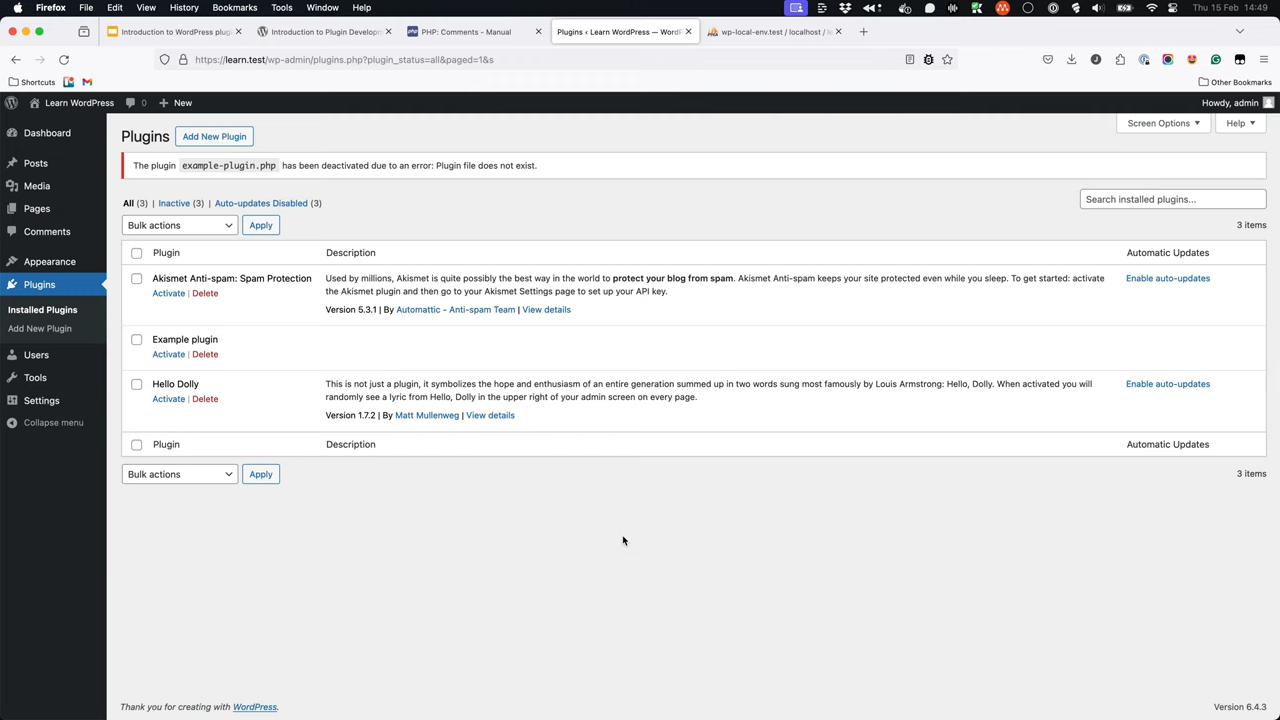 Firefox File Edit View History Bookmarks Tools Window Help Thu 15 Feb 14:49
Introduction to WordPress plug Introduction to Plugin Developm PHP: Comments - Manual Plugins ‹ Learn WordPress — WordP wp-local-env.test / localhost / l
https://learn.test/wp-admin/plugins.php?plugin_status=all&paged=1&s
Shortcuts Other Bookmarks
Learn WordPress 0 New Howdy, admin
Screen Options Help
Dashboard
Posts
Media
Pages
Comments
Appearance
Plugins
Installed Plugins
Add New Plugin
Users
Tools
Settings
Collapse menu
Plugins Add New Plugin
The plugin example-plugin.php has been deactivated due to an error: Plugin file does not exist.
All (3) | Inactive (3) | Auto-updates Disabled (3)
Search installed plugins...
Bulk actions Apply 3 items
Plugin Description Automatic Updates
Akismet Anti-spam: Spam Protection
Activate | Delete
Used by millions, Akismet is quite possibly the best way in the world to protect your blog from spam. Akismet Anti-spam keeps your site protected even while you sleep. To get started: activate
the Akismet plugin and then go to your Akismet Settings page to set up your API key.
Version 5.3.1 | By Automattic - Anti-spam Team | View details
Enable auto-updates
Example plugin
Activate | Delete
Hello Dolly
Activate | Delete
This is not just a plugin, it symbolizes the hope and enthusiasm of an entire generation summed up in two words sung most famously by Louis Armstrong: Hello, Dolly. When activated you will
randomly see a lyric from Hello, Dolly in the upper right of your admin screen on every page.
Version 1.7.2 | By Matt Mullenweg | View details
Enable auto-updates
Plugin Description Automatic Updates
Bulk actions Apply 3 items
Thank you for creating with WordPress. Version 6.4.3